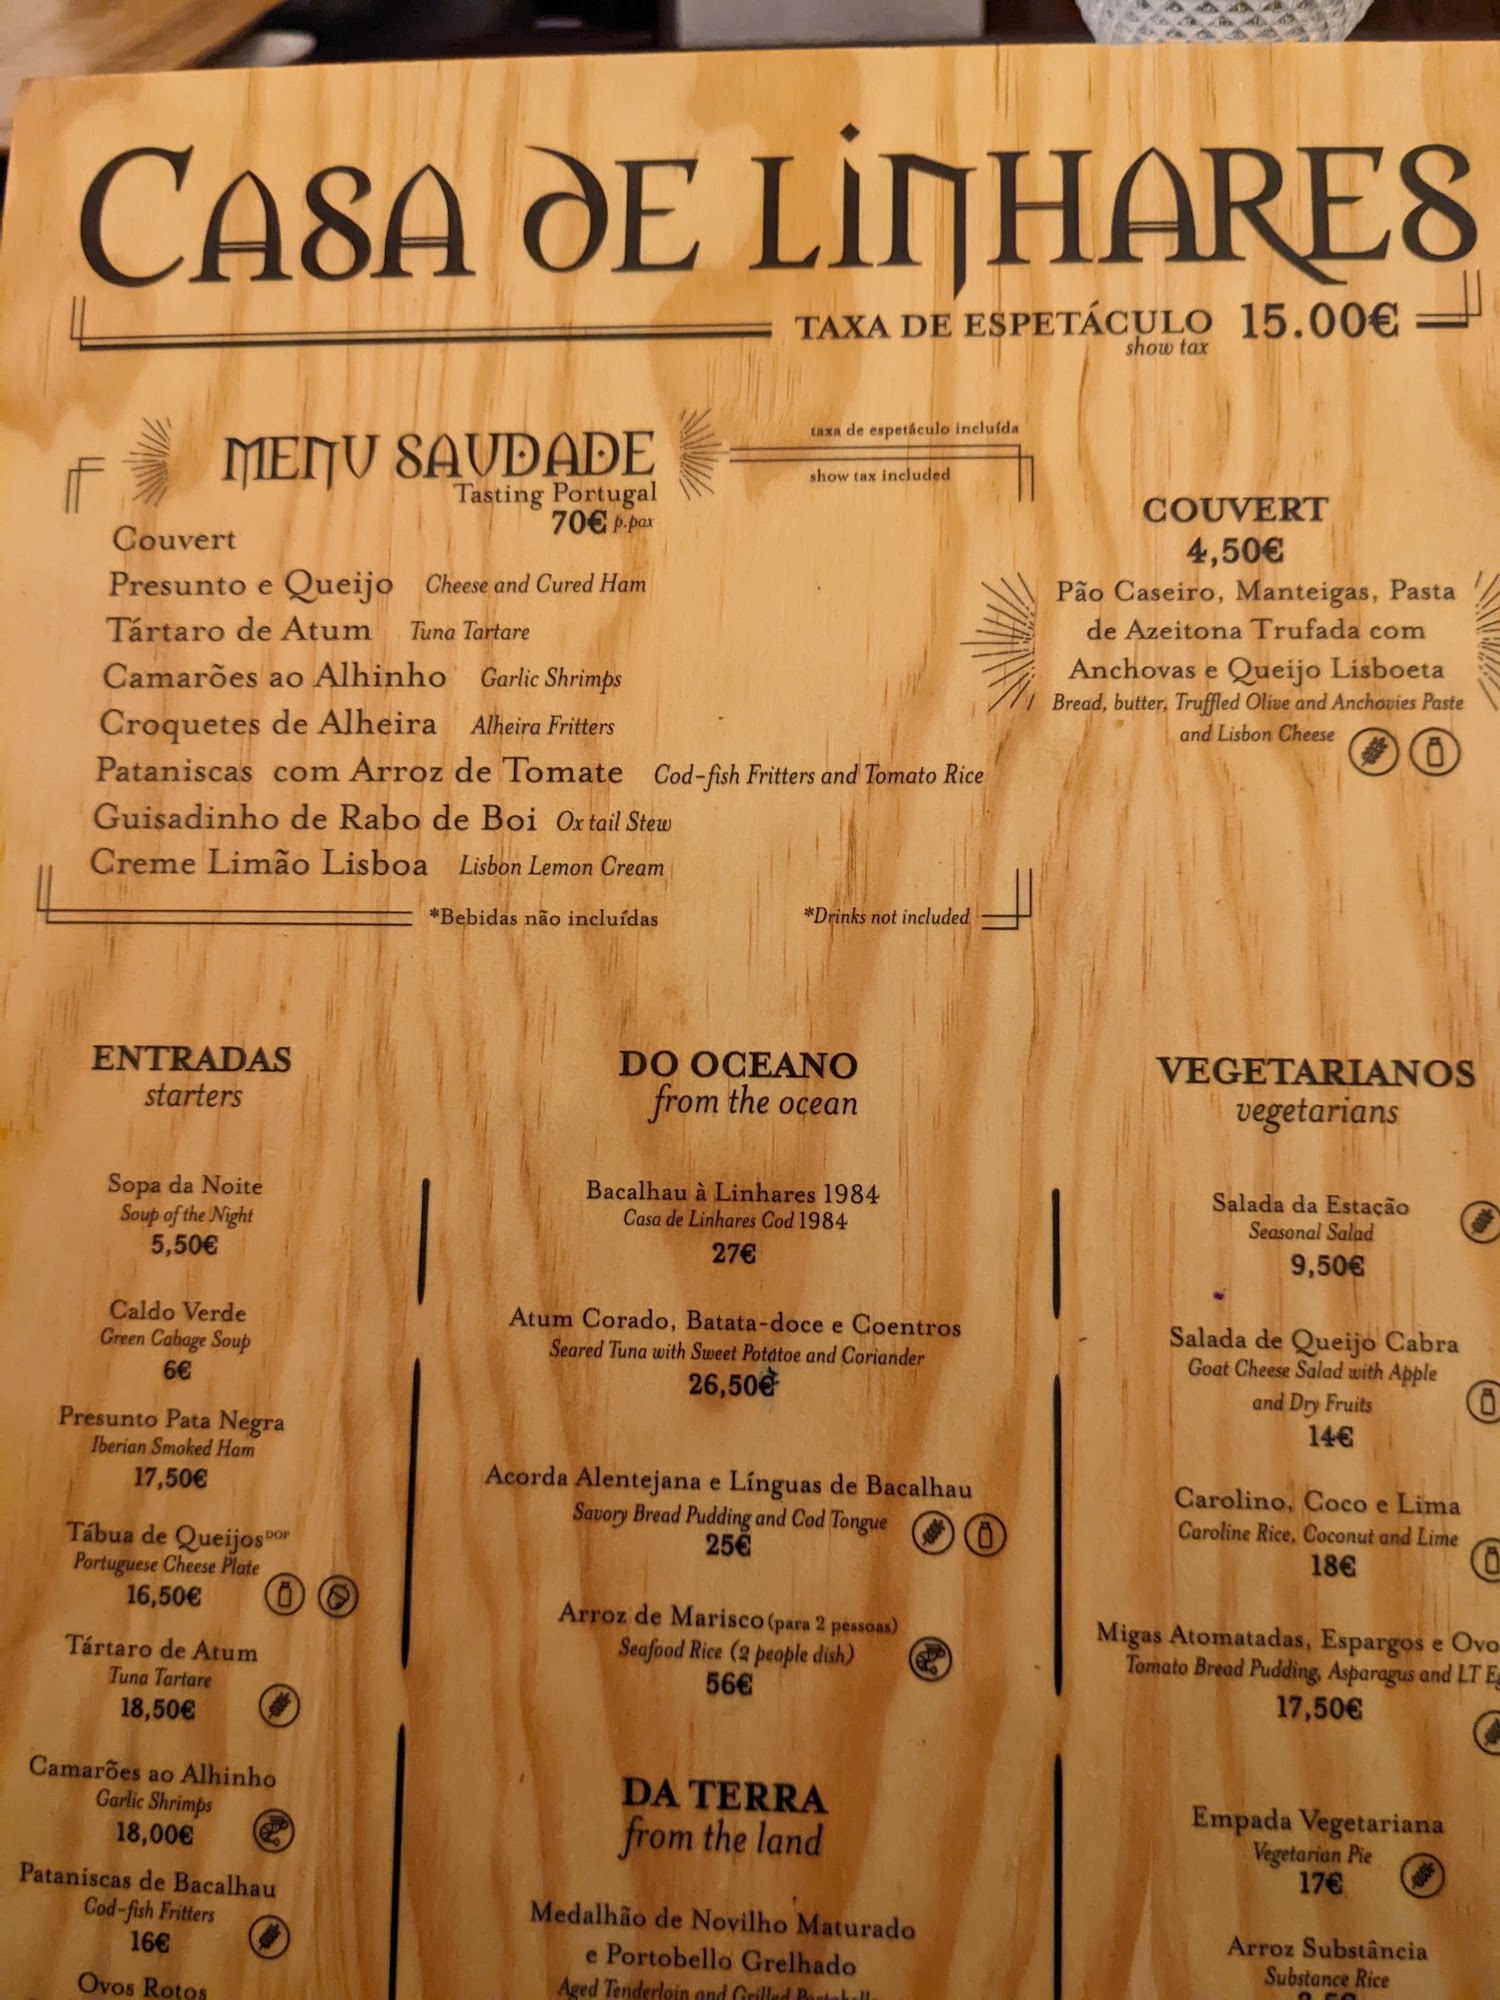 CASA DE LINHARES
TAXA DE ESPETÁCULO 15.00€
show tax
MENU SAUDADE
Tasting Portugal
70€ p.pax
taxa de espetáculo incluída
show tax included
Couvert
Presunto e Queijo Cheese and Cured Ham
Tártaro de Atum Tuna Tartare
Camarões ao Alhinho Garlic Shrimps
Croquetes de Alheira Alheira Fritters
Pataniscas com Arroz de Tomate Cod-fish Fritters and Tomato Rice
Guisadinho de Rabo de Boi Ox tail Stew
Creme Limão Lisboa Lisbon Lemon Cream
*Bebidas não incluídas *Drinks not included
COUVERT
4,50€
Pão Caseiro, Manteigas, Pasta
de Azeitona Trufada com
Anchovas e Queijo Lisboeta
Bread, butter, Truffled Olive and Anchovies Paste
and Lisbon Cheese
ENTRADAS
starters
Sopa da Noite
Soup of the Night
5,50€
Caldo Verde
Green Cabage Soup
6€
Presunto Pata Negra
Iberian Smoked Ham
17,50€
Tábua de Queijos DOP
Portuguese Cheese Plate
16,50€
Tártaro de Atum
Tuna Tartare
18,50€
Camarões ao Alhinho
Garlic Shrimps
18,00€
Pataniscas de Bacalhau
Cod-fish Fritters
16€
Ovos Rotos
DO OCEANO
from the ocean
Bacalhau à Linhares 1984
Casa de Linhares Cod 1984
27€
Atum Corado, Batata-doce e Coentros
Seared Tuna with Sweet Potatoe and Coriander
26,50€
Acorda Alentejana e Línguas de Bacalhau
Savory Bread Pudding and Cod Tongue
25€
Arroz de Marisco (para 2 pessoas)
Seafood Rice (2 people dish)
56€
DA TERRA
from the land
Medalhão de Novilho Maturado
e Portobello Grelhado
Aged Tenderloin and Grilled
VEGETARIANOS
vegetarians
Salada da Estação
Seasonal Salad
9,50€
Salada de Queijo Cabra
Goat Cheese Salad with Apple
and Dry Fruits
14€
Carolino, Coco e Lima
Caroline Rice, Coconut and Lime
18€
Migas Atomatadas, Espargos e Ovo
Tomato Bread Pudding, Asparagus and LT
17,50€
Empada Vegetariana
Vegetarian Pie
17€
Arroz Substância
Substance Rice